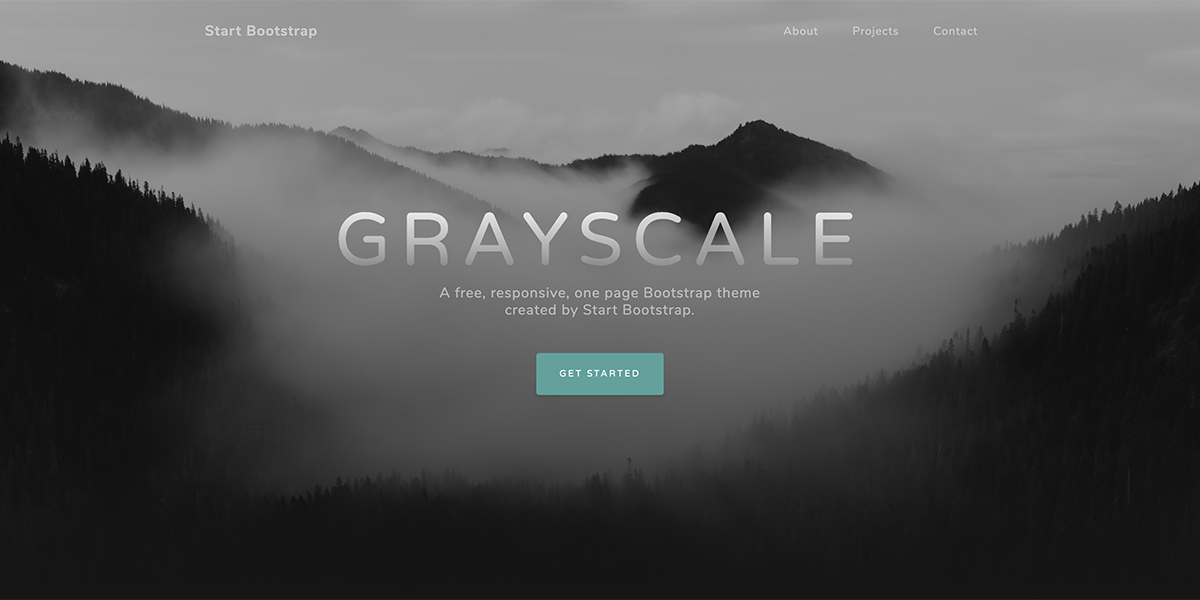 Start Bootstrap
About
Projects
Contact
GRAYSCALE
A free, responsive, one page Bootstrap theme
created by Start Bootstrap.
GET STARTED